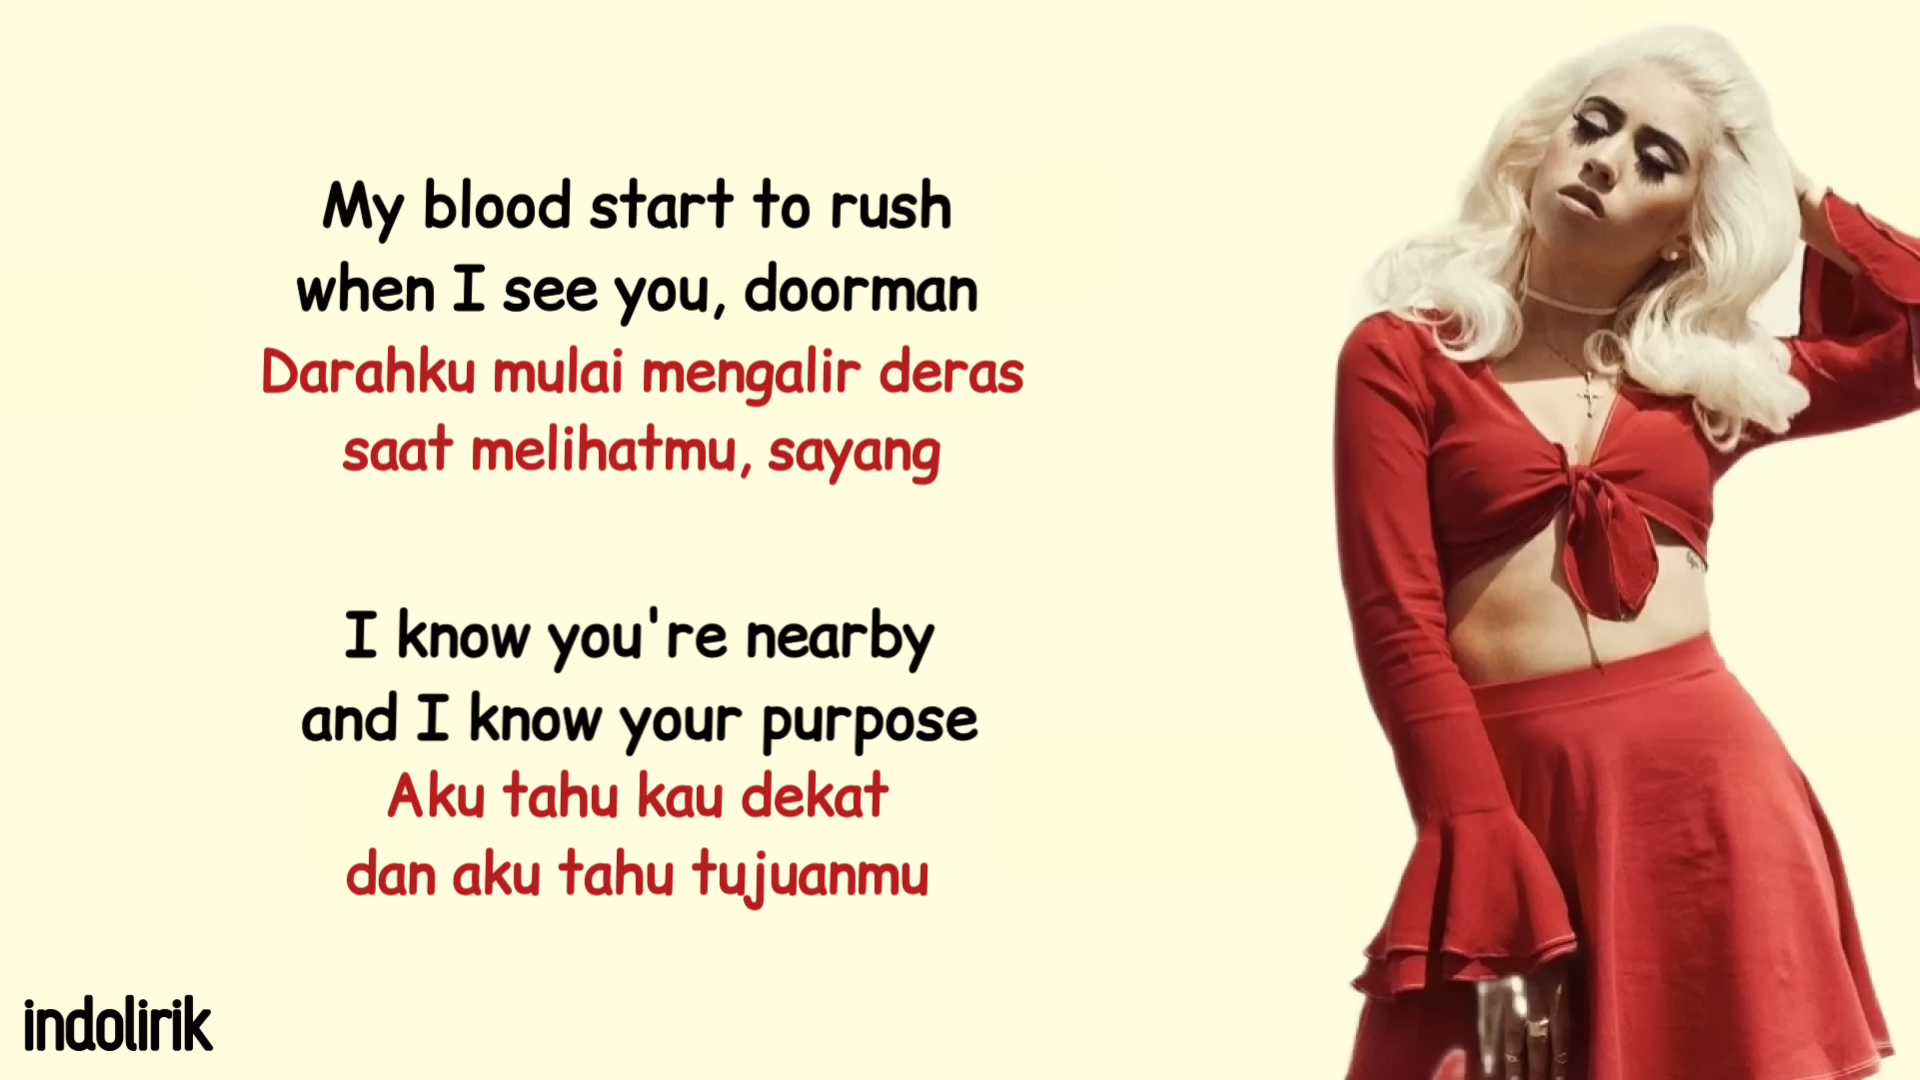 My blood start to rush
when I see you, doorman
Darahku mulai mengalir deras
saat melihatmu, sayang
I know you're nearby
and I know your purpose
Aku tahu kau dekat
dan aku tahu tujuanmu
indolirik